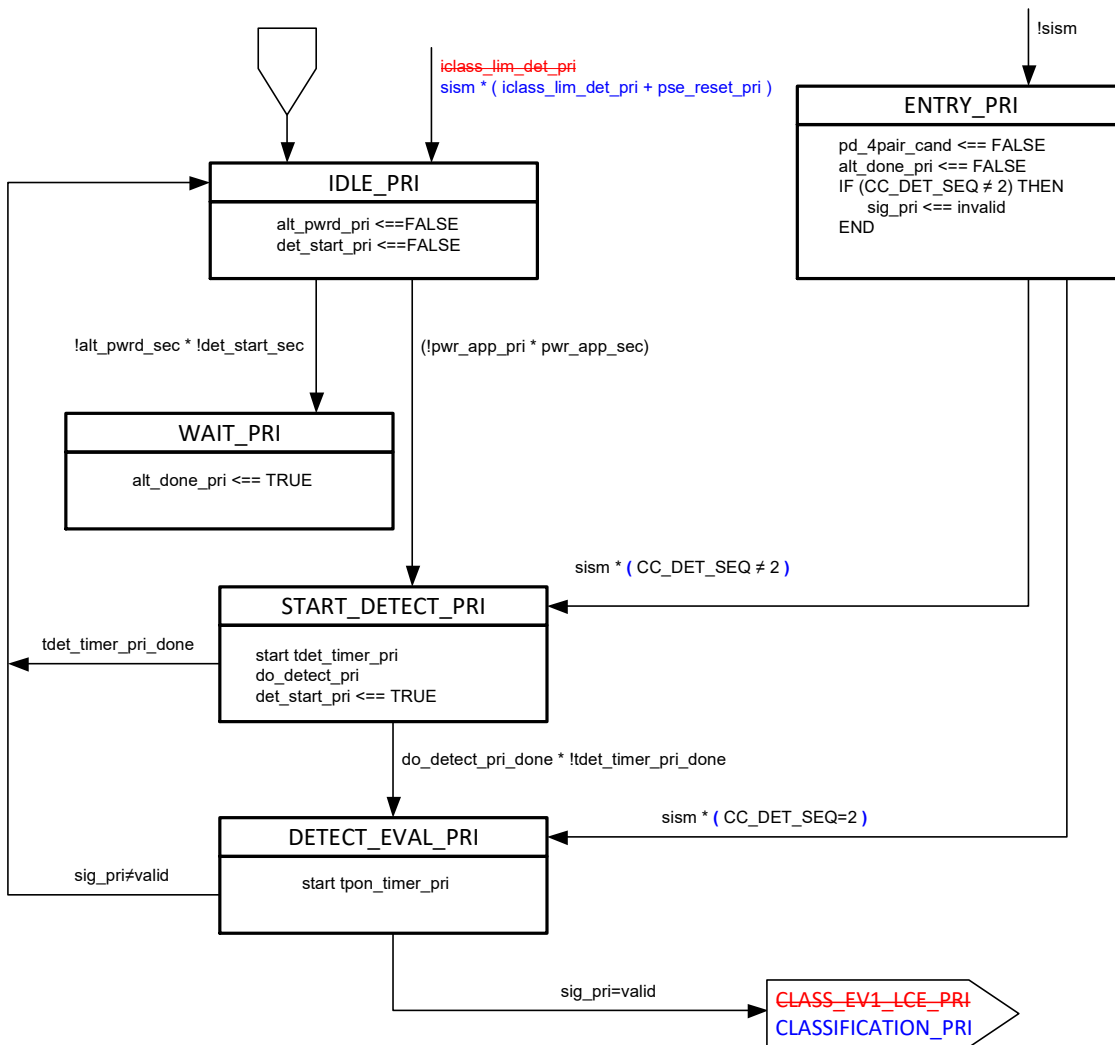 !sism
iclass_lim_det_pri
sism * ( iclass_lim_det_pri + pse_reset_pri )
ENTRY_PRI
pd_4pair_cand <== FALSE
alt_done_pri <== FALSE
IF (CC_DET_SEQ ≠ 2) THEN
sig_pri <== invalid
END
IDLE_PRI
alt_pwrd_pri <==FALSE
det_start_pri <==FALSE
!alt_pwrd_sec * !det_start_sec
(!pwr_app_pri * pwr_app_sec)
WAIT_PRI
alt_done_pri <== TRUE
sism * ( CC_DET_SEQ ≠ 2 )
START_DETECT_PRI
start tdet_timer_pri
do_detect_pri
det_start_pri <== TRUE
tdet_timer_pri_done
do_detect_pri_done * !tdet_timer_pri_done
sism * ( CC_DET_SEQ=2 )
DETECT_EVAL_PRI
start tpon_timer_pri
sig_pri≠valid
sig_pri=valid
CLASS_EV1_LCE_PRI
CLASSIFICATION_PRI